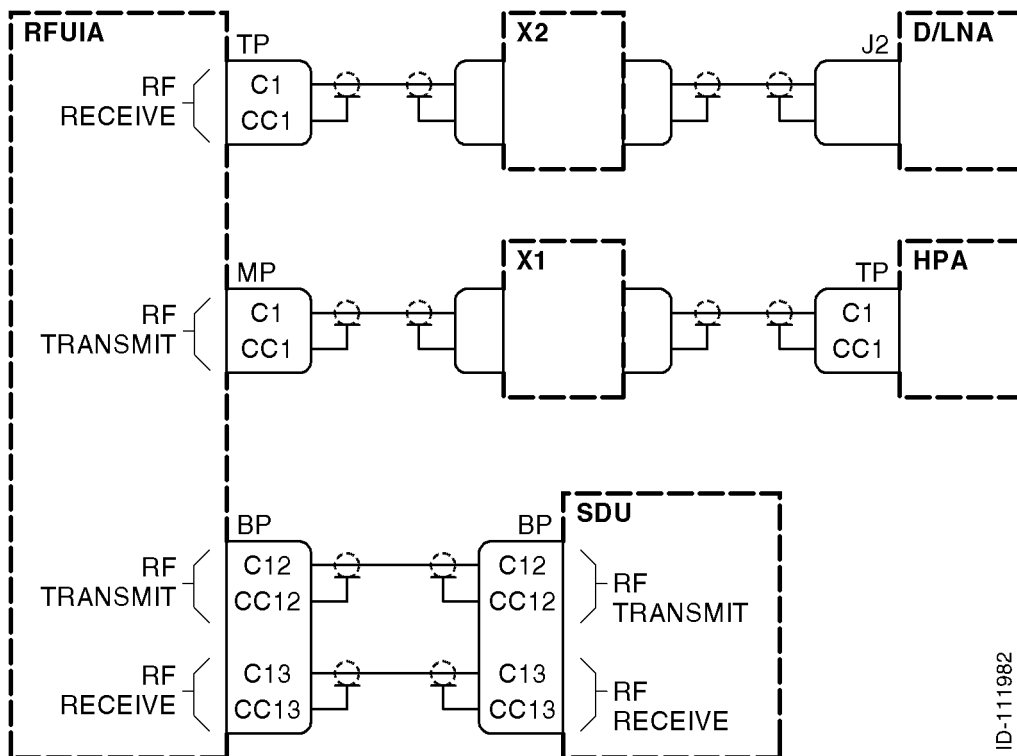 RFUIA
TP
RF
RECEIVE
C1
CC1
X2
J2
D/LNA
MP
RF
TRANSMIT
C1
CC1
X1
TP
HPA
C1
CC1
BP
RF
TRANSMIT
C12
CC12
RF
RECEIVE
C13
CC13
BP
SDU
C12
CC12
RF
TRANSMIT
C13
CC13
RF
RECEIVE
ID-111982